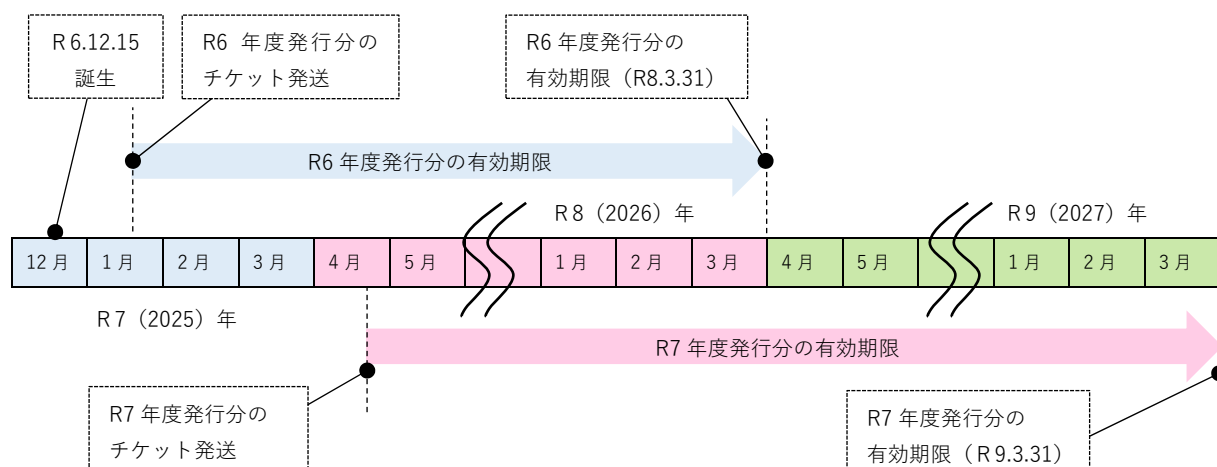 R 6.12.15
誕生
R6 年度発行分の
チケット発送
R6 年度発行分の
有効期限（R8.3.31）
R6 年度発行分の有効期限
R 8（2026）年
R 9（2027）年
12 月
1 月
2 月
3 月
4 月
5 月
1 月
2 月
3 月
4 月
5 月
1 月
2 月
3 月
R 7（2025）年
R7 年度発行分の有効期限
R7 年度発行分の
チケット発送
R7 年度発行分の
有効期限（R 9.3.31）